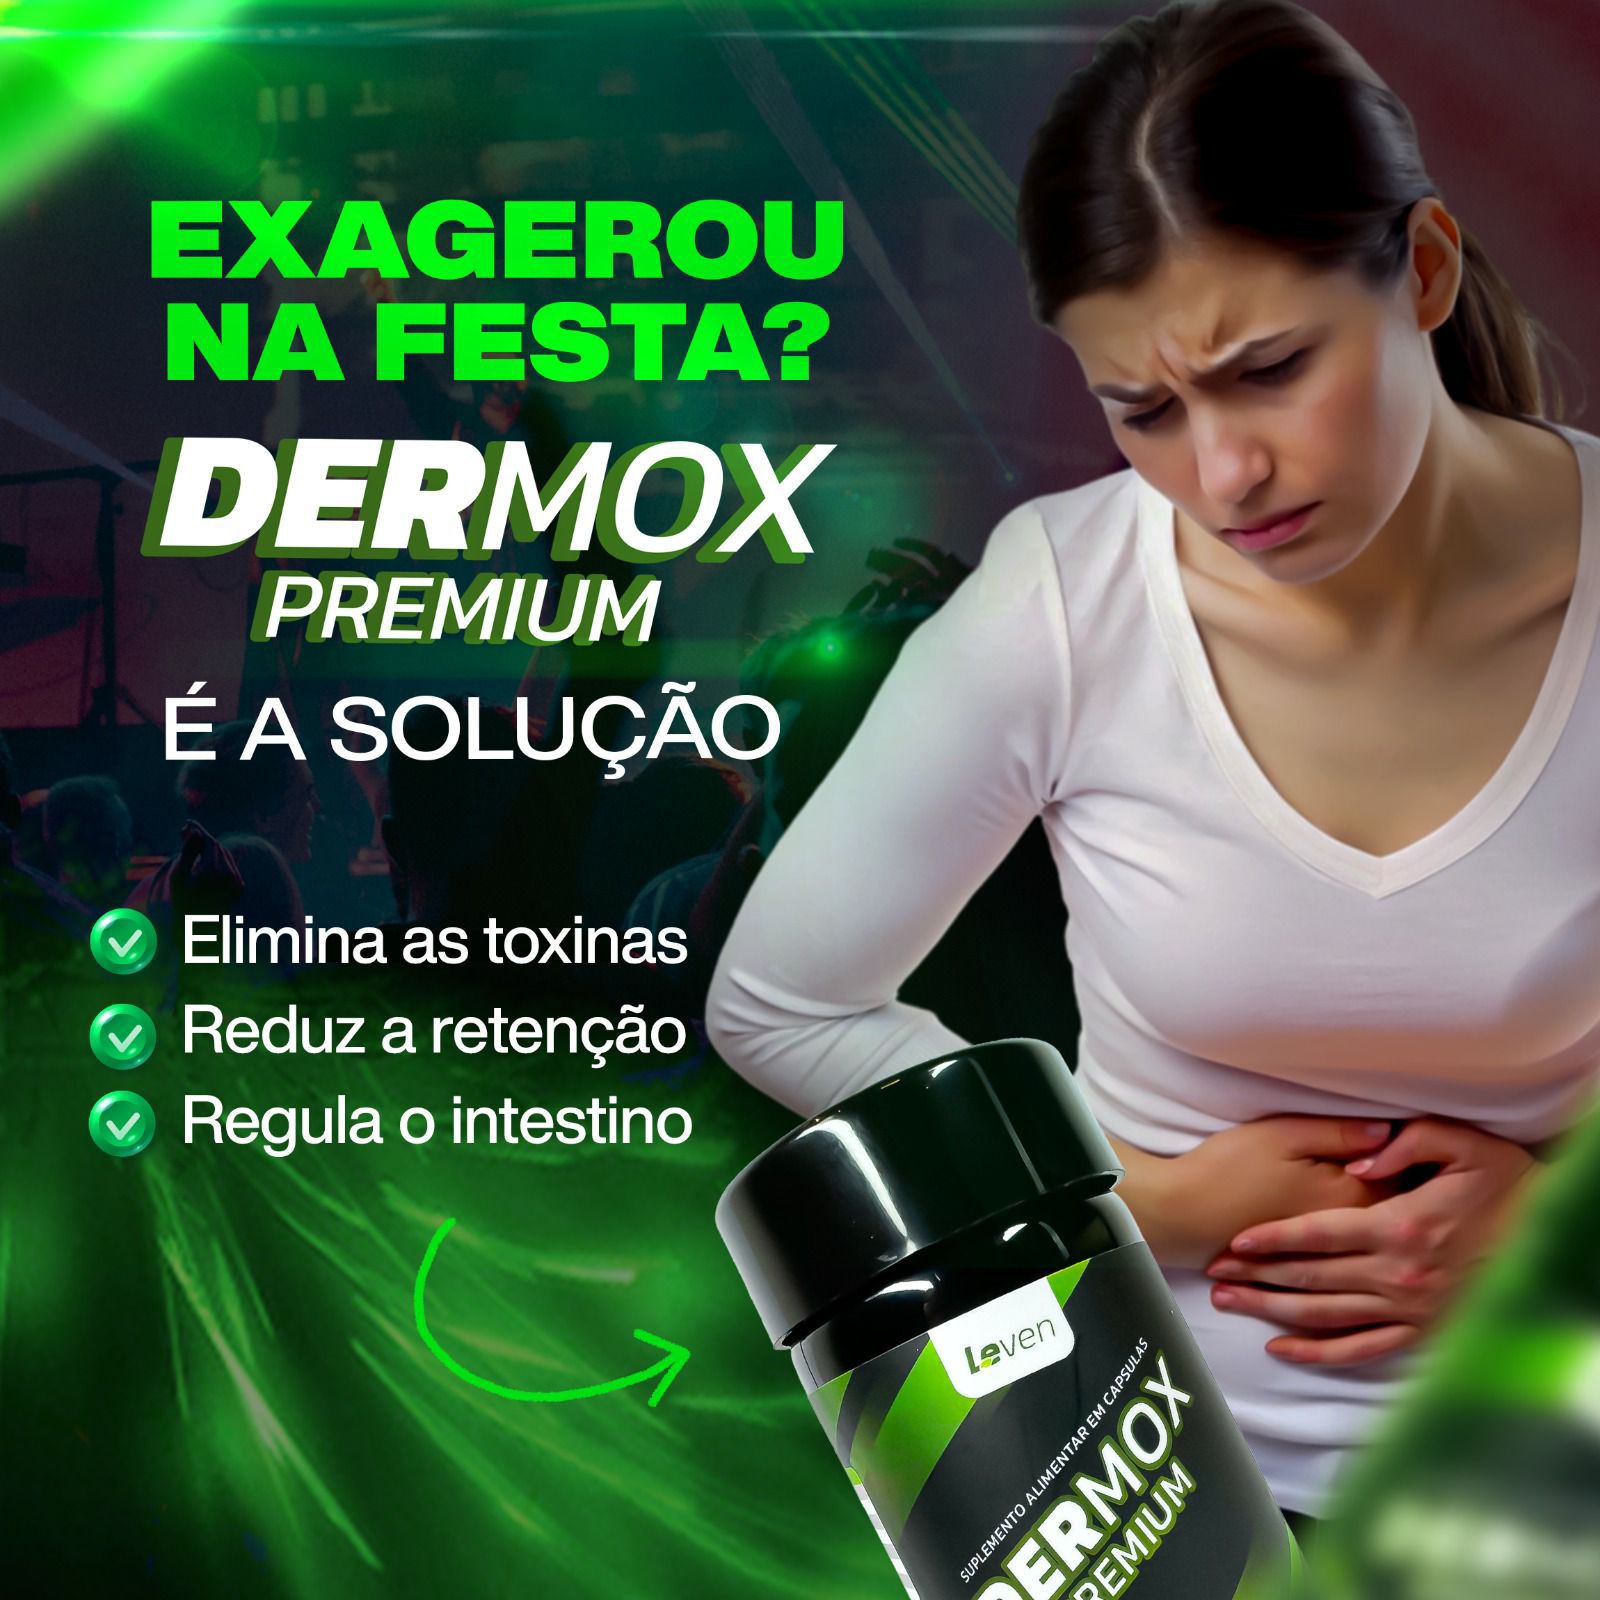 EXAGEROU
NA FESTA?
DERMOX
PREMIUM
É A SOLUÇÃO
Elimina as toxinas
Reduz a retenção
Regula o intestino
Leven
SUPLEMENTO ALIMENTAR EM CAPSULAS
DERMOX
PREMIUM